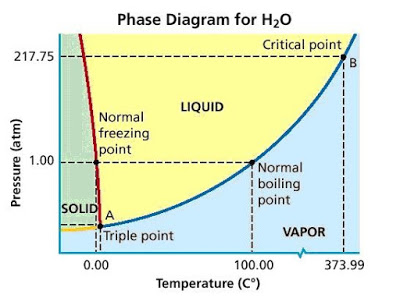 Phase Diagram for H₂O
Critical point
217.75
B
LIQUID
Normal
freezing
point
1.00
Normal
boiling
point
SOLID
A
Triple point
VAPOR
Pressure (atm)
0.00
100.00
373.99
Temperature (C°)